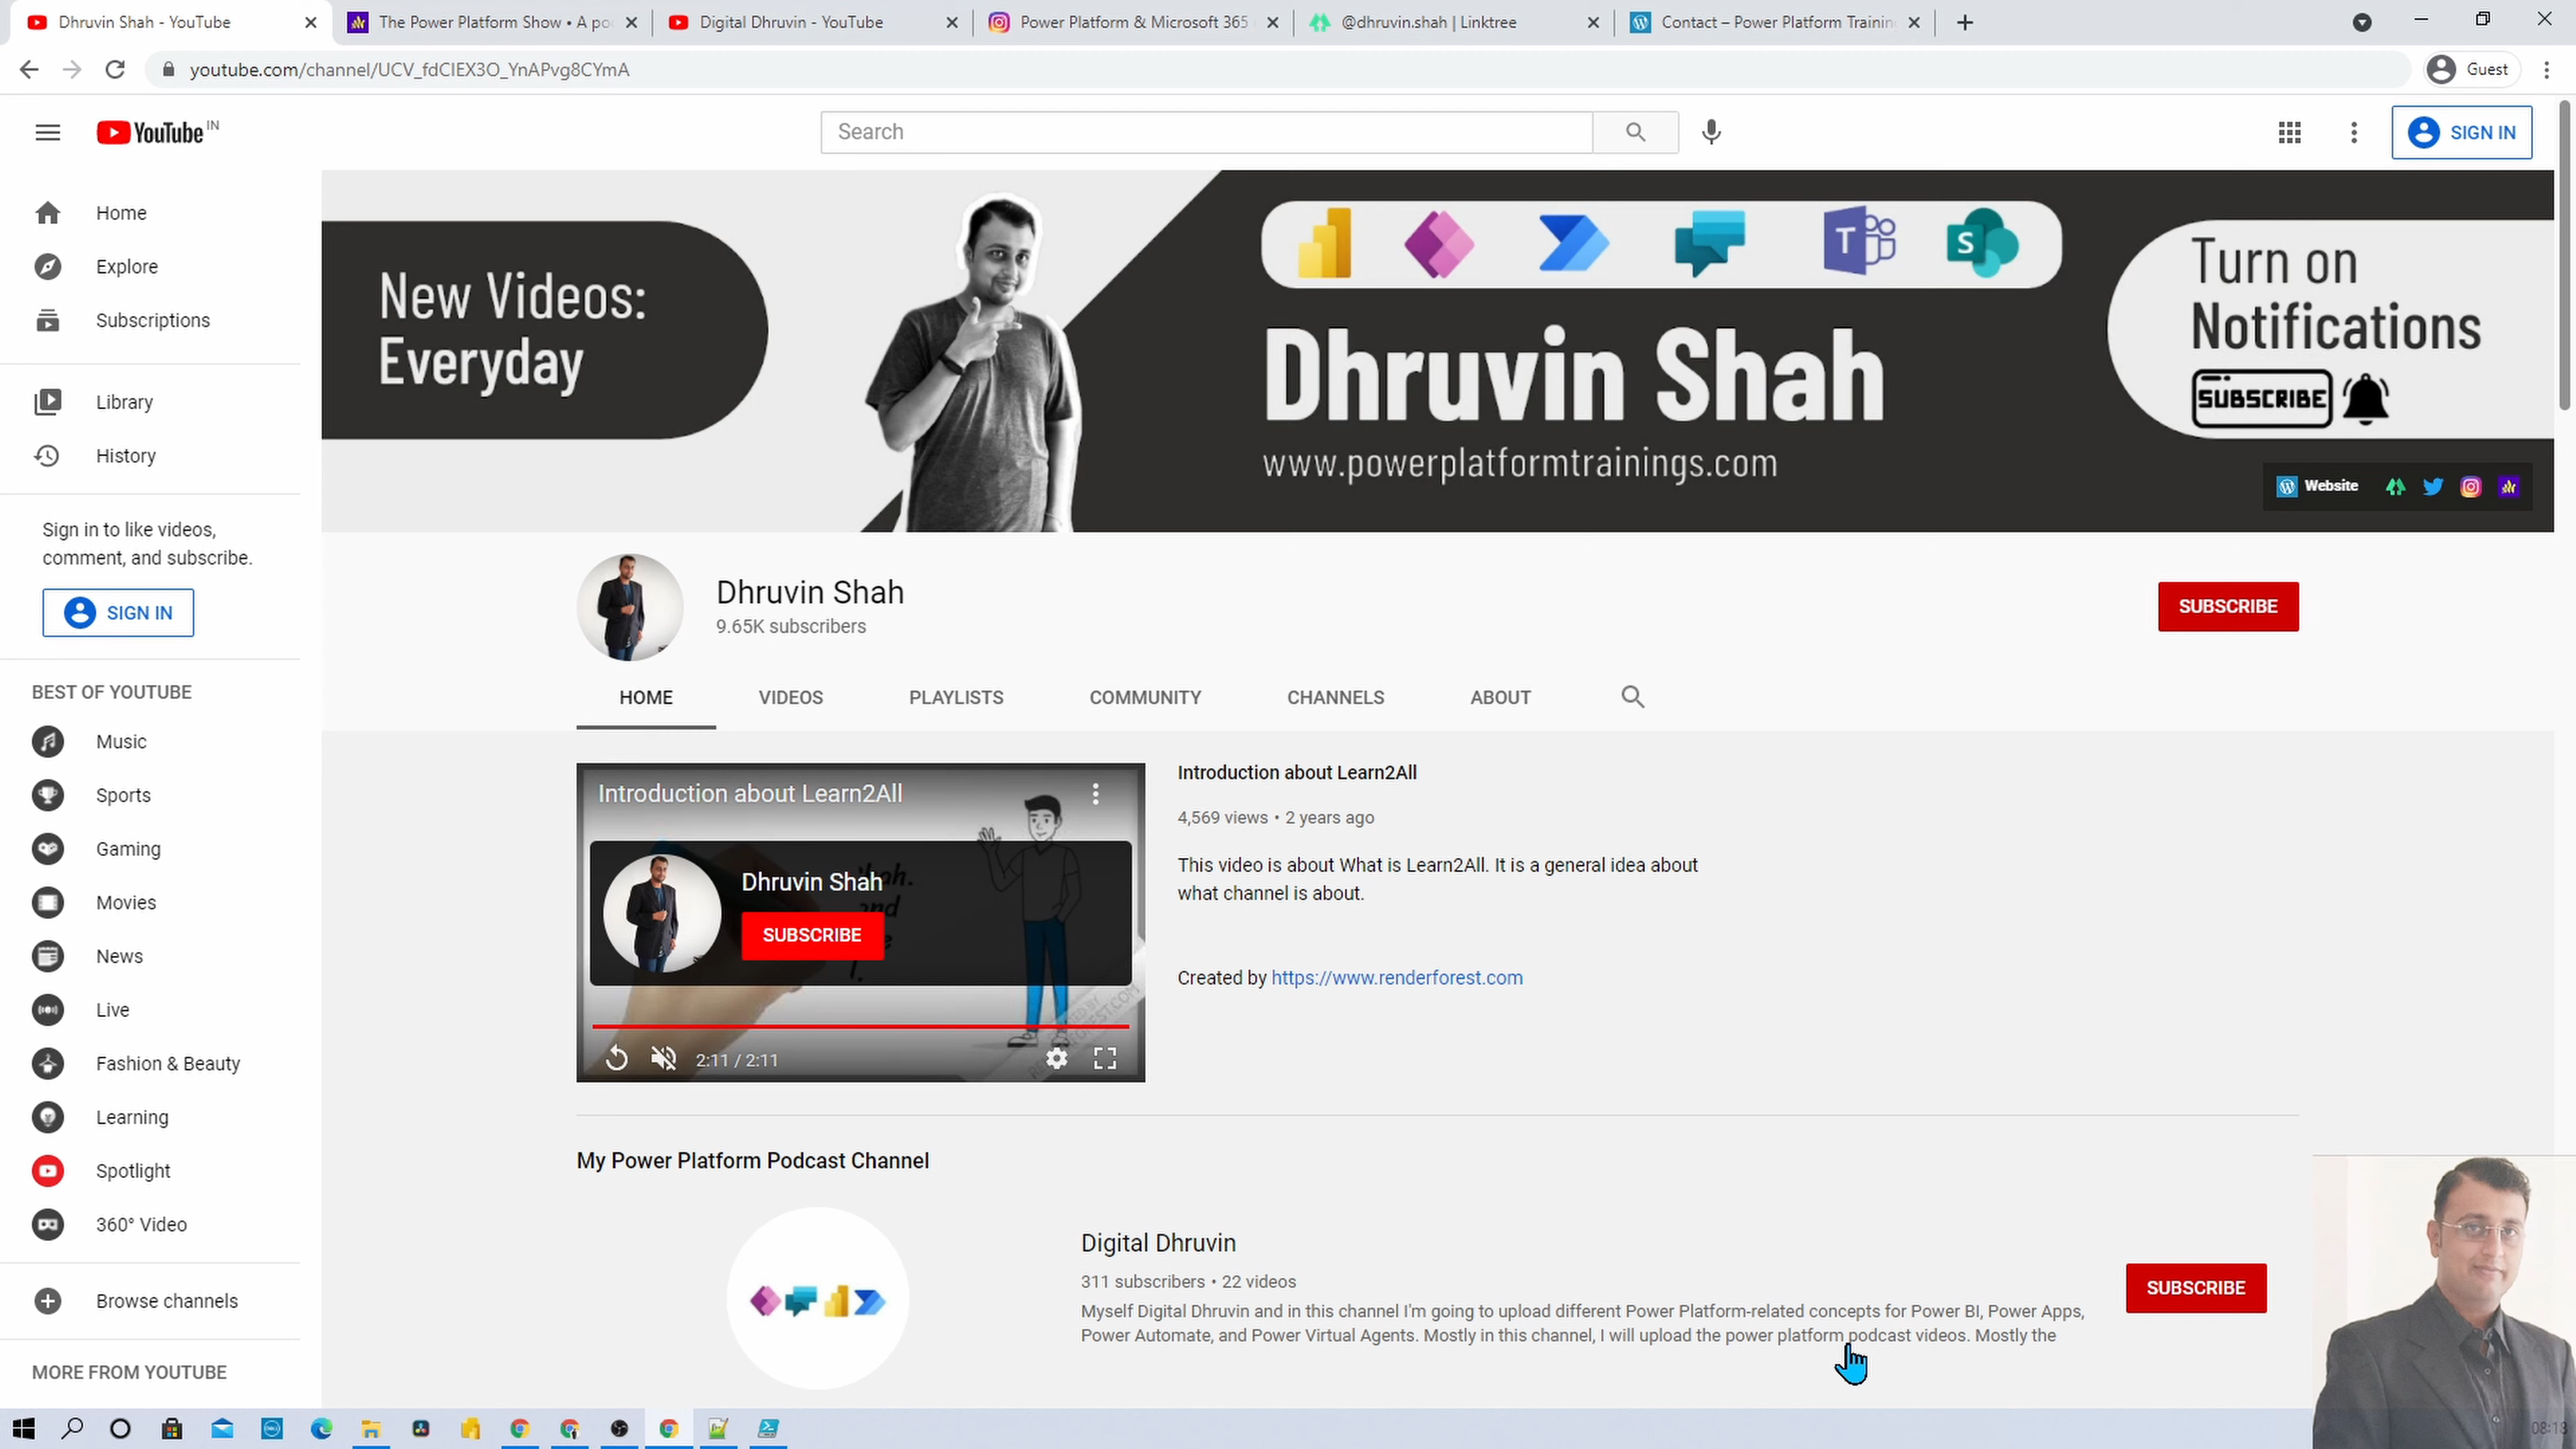 Dhruvin Shah - YouTube
The Power Platform Show • A po
Digital Dhruvin - YouTube
Power Platform & Microsoft 365
@dhruvin.shah | Linktree
Contact – Power Platform Training
youtube.com/channel/UCV_fdCIEX3O_YnAPvg8CYmA
Guest
YouTube IN
Search
SIGN IN
Home
Explore
Subscriptions
Library
History
Sign in to like videos,
comment, and subscribe.
SIGN IN
BEST OF YOUTUBE
Music
Sports
Gaming
Movies
News
Live
Fashion & Beauty
Learning
Spotlight
360° Video
Browse channels
MORE FROM YOUTUBE
New Videos:
Everyday
T
S
Dhruvin Shah
www.powerplatformtrainings.com
Turn on
Notifications
SUBSCRIBE
Website
Dhruvin Shah
9.65K subscribers
SUBSCRIBE
HOME
VIDEOS
PLAYLISTS
COMMUNITY
CHANNELS
ABOUT
Introduction about Learn2All
Dhruvin Shah
SUBSCRIBE
2:11 / 2:11
Introduction about Learn2All
4,569 views • 2 years ago
This video is about What is Learn2All. It is a general idea about
what channel is about.
Created by https://www.renderforest.com
My Power Platform Podcast Channel
Digital Dhruvin
311 subscribers • 22 videos
Myself Digital Dhruvin and in this channel I'm going to upload different Power Platform-related concepts for Power BI, Power Apps,
Power Automate, and Power Virtual Agents. Mostly in this channel, I will upload the power platform podcast videos. Mostly the
SUBSCRIBE
08:18